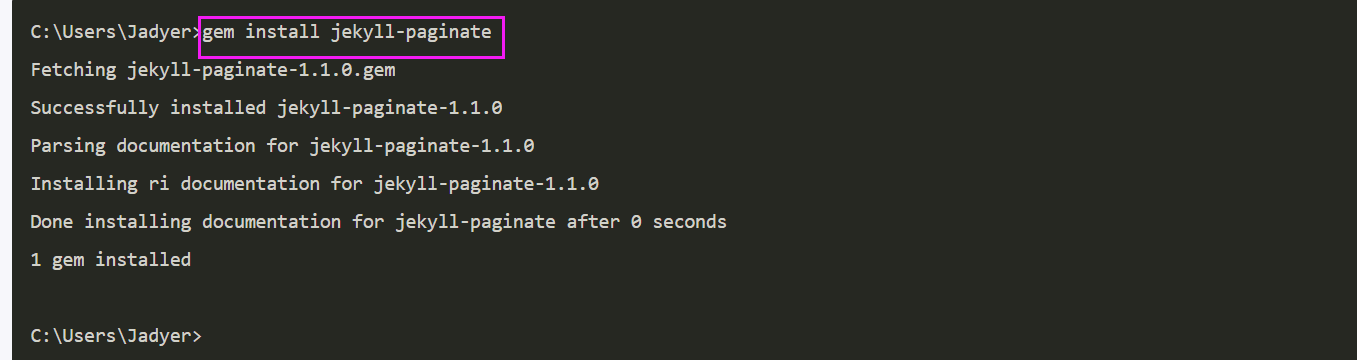 C:\Users\Jadyer>gem install jekyll-paginate
Fetching jekyll-paginate-1.1.0.gem
Successfully installed jekyll-paginate-1.1.0
Parsing documentation for jekyll-paginate-1.1.0
Installing ri documentation for jekyll-paginate-1.1.0
Done installing documentation for jekyll-paginate after 0 seconds
1 gem installed
C:\Users\Jadyer>